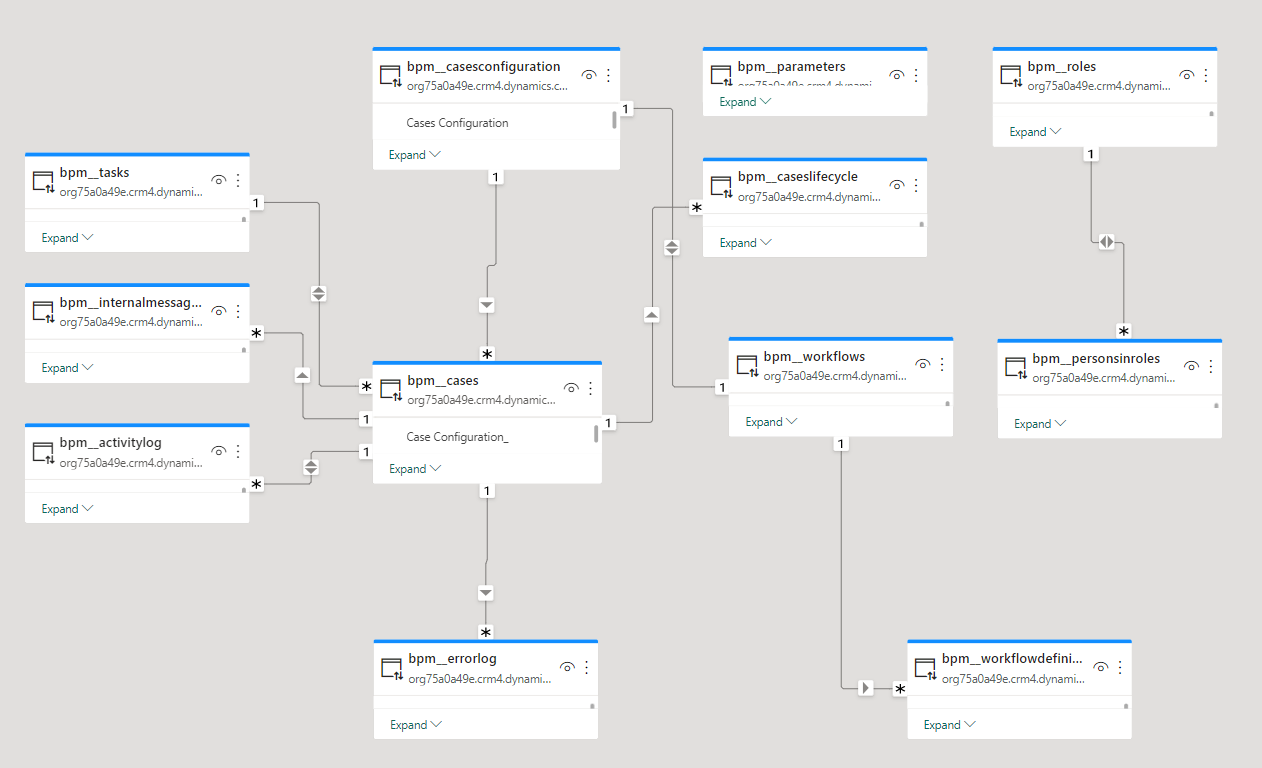 bpm__casesconfiguration
org75a0a49e.crm4.dynamics.c...
Cases Configuration
Expand
1
1
bpm__parameters
org75a0a49e.crm4.dynami...
Expand
bpm__roles
org75a0a49e.crm4.dynami...
Expand
1
bpm__tasks
org75a0a49e.crm4.dynami...
Expand
1
bpm__caseslifecycle
org75a0a49e.crm4.dynami...
Expand
*
bpm__internalmessag...
org75a0a49e.crm4.dynami...
Expand
*
bpm__cases
org75a0a49e.crm4.dynamic...
Case Configuration_
Expand
*
*
1
1
1
1
bpm__workflows
org75a0a49e.crm4.dynami...
Expand
1
1
*
bpm__personsinroles
org75a0a49e.crm4.dynami...
Expand
bpm__activitylog
org75a0a49e.crm4.dynami...
Expand
*
*
bpm__errorlog
org75a0a49e.crm4.dynami...
Expand
*
bpm__workflowdefini...
org75a0a49e.crm4.dynami...
Expand